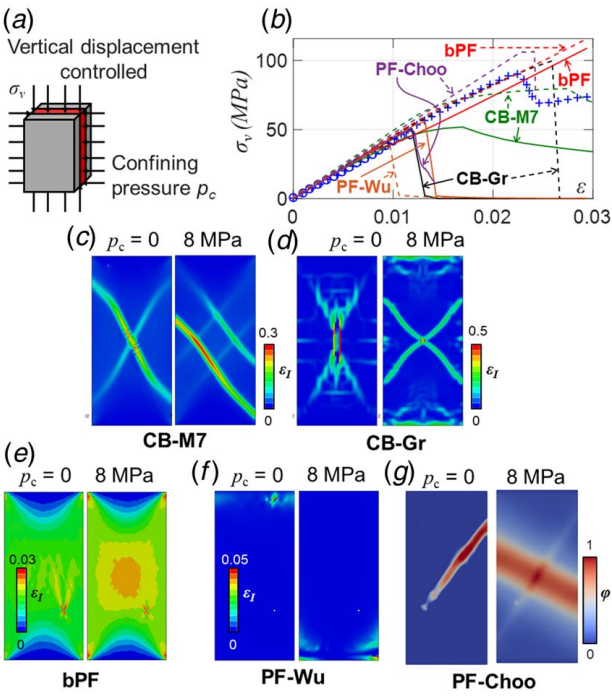 (a)
Vertical displacement
controlled
σv
Confining
pressure pc
(b)
100
50
0
σv (MPa)
bPF
PF-Choo
bPF
CB-M7
CB-Gr
PF-Wu
ε
0 0.01 0.02 0.03
(c) pc = 0 8 MPa
0.3
εI
0
CB-M7
(d) pc = 0 8 MPa
0.5
εI
0
CB-Gr
(e) pc = 0 8 MPa
0.03
εI
0
bPF
(f) pc = 0 8 MPa
0.05
εI
0
PF-Wu
(g) pc = 0 8 MPa
1
φ
0
PF-Choo